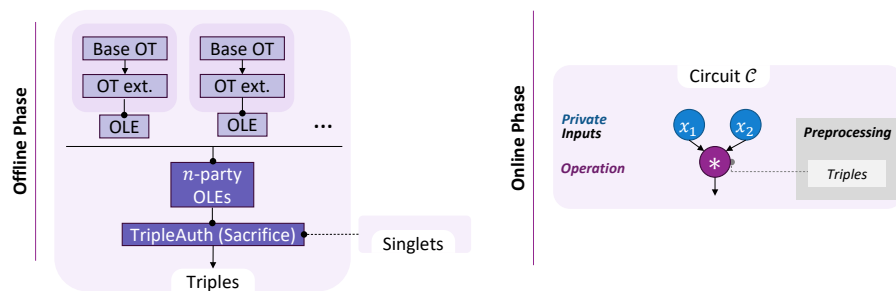 Offline Phase
Base OT
Base OT
OT ext.
OT ext.
OLE
OLE
...
n-party
OLEs
TripleAuth (Sacrifice)
Singlets
Triples
Online Phase
Circuit 𝒞
Private
Inputs
x₁
x₂
Preprocessing
Operation
*
Triples